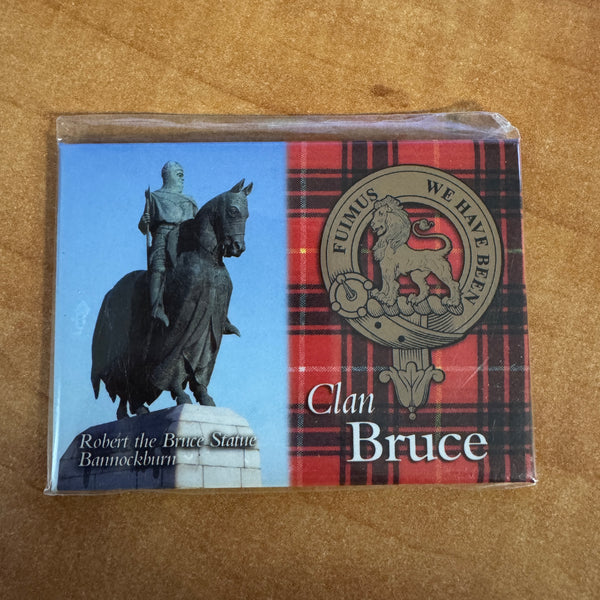 FUIMUS WE HAVE BEEN
Robert the Bruce Statue
Bannockburn
Clan
Bruce